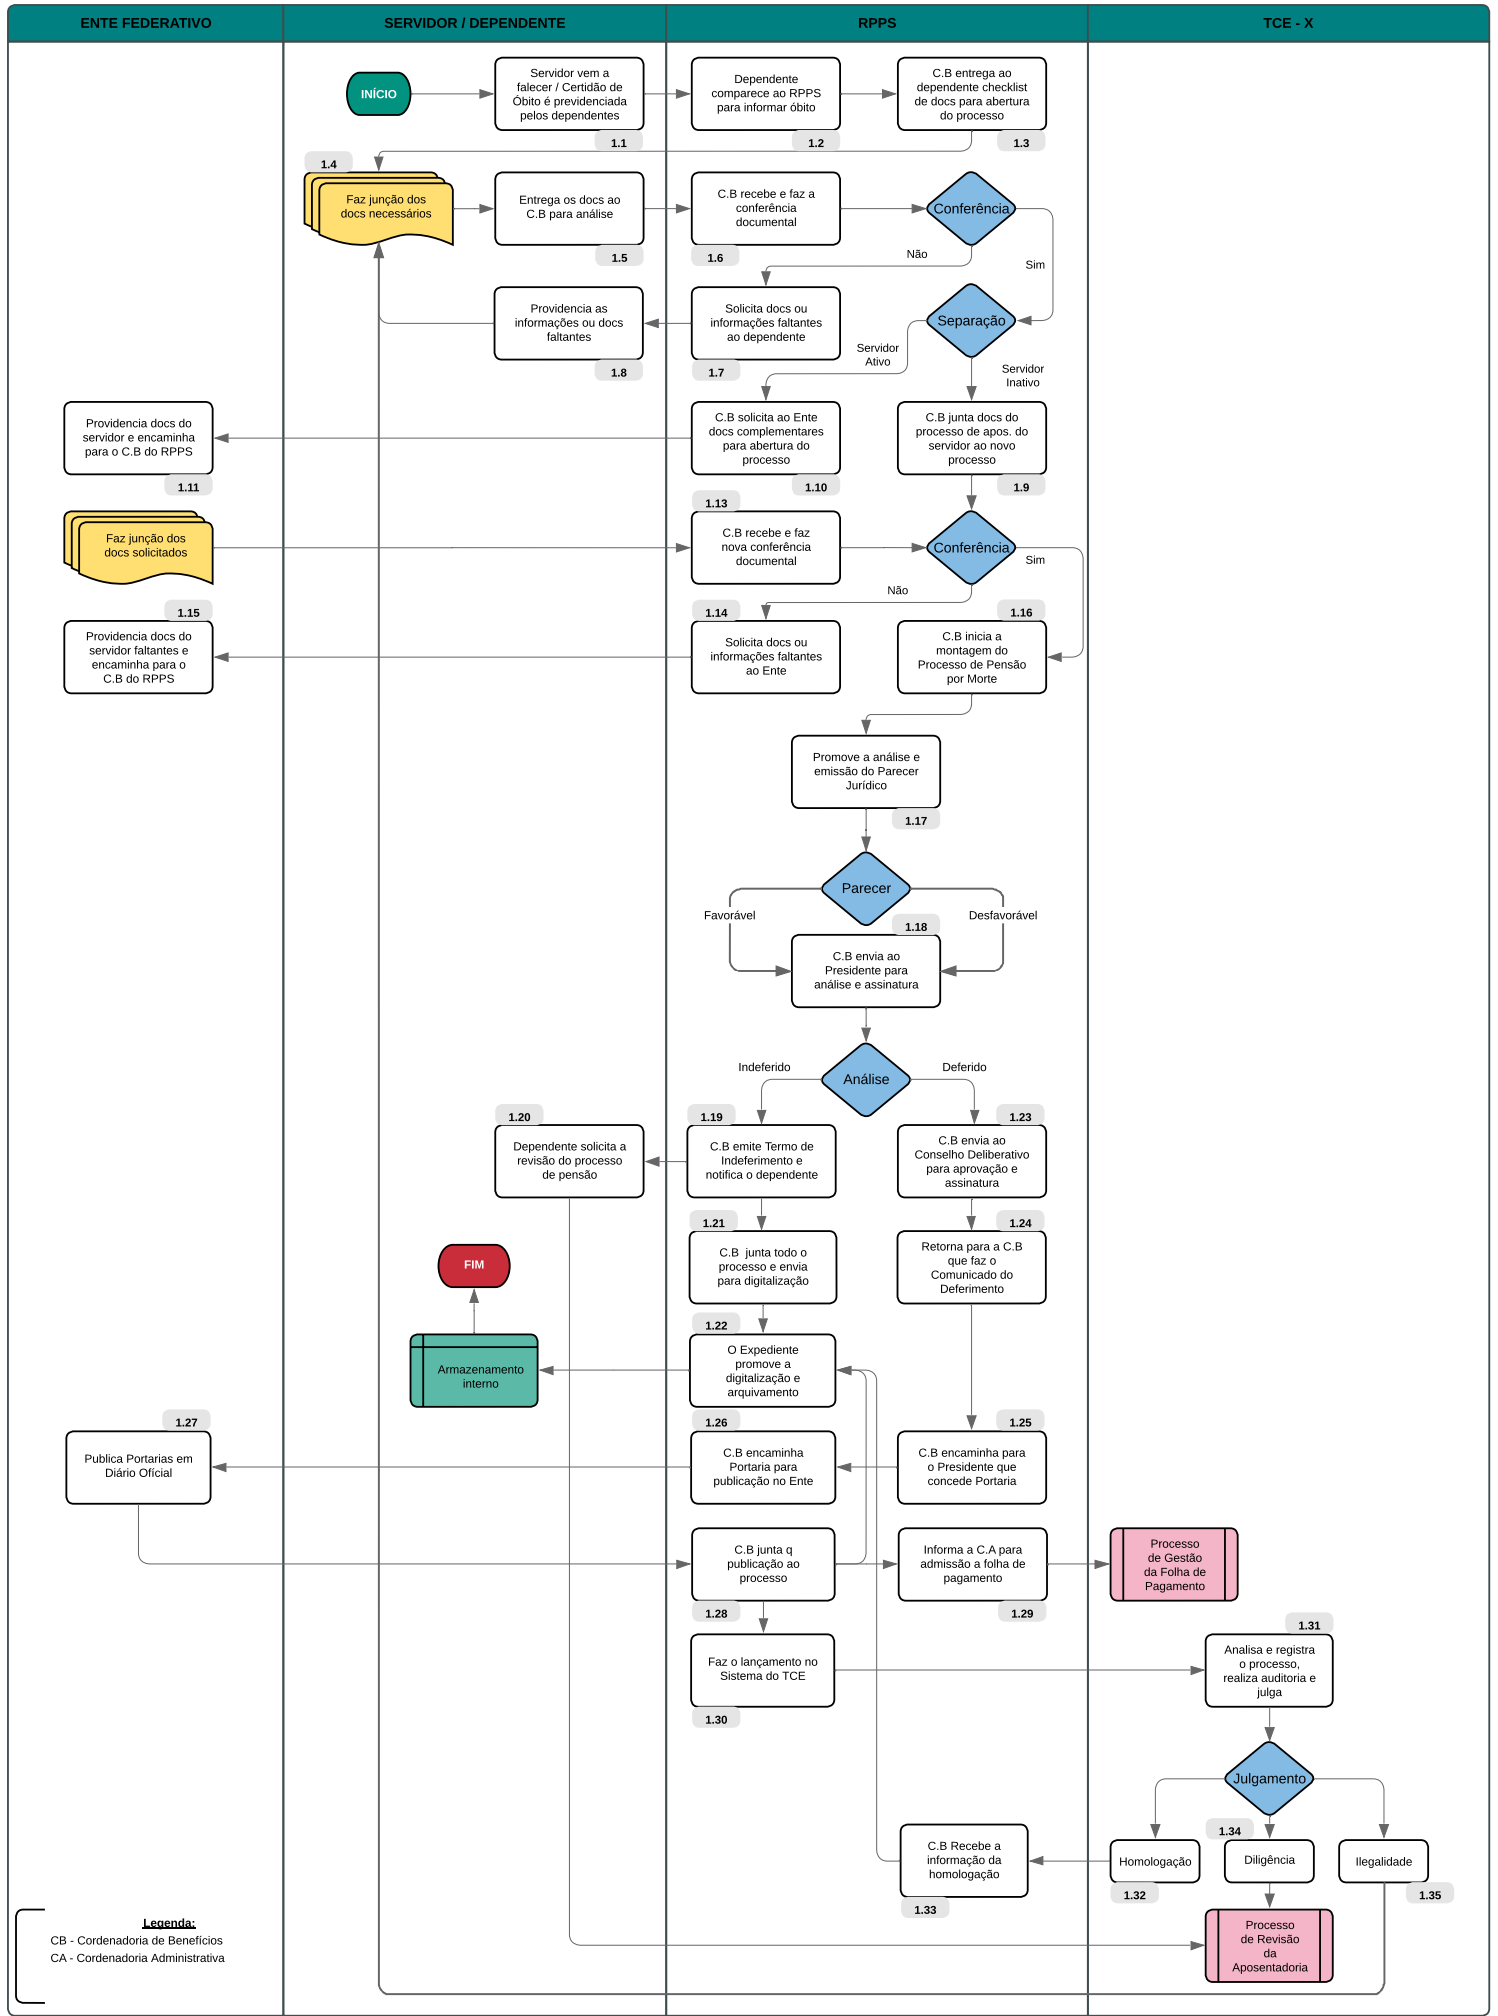 ENTE FEDERATIVO
SERVIDOR / DEPENDENTE
RPPS
TCE - X
INÍCIO
Servidor vem a
falecer / Certidão de
Óbito é previdenciada
pelos dependentes
1.1
Dependente
comparece ao RPPS
para informar óbito
1.2
C.B entrega ao
dependente checklist
de docs para abertura
do processo
1.3
1.4
Faz junção dos
docs necessários
Entrega os docs ao
C.B para análise
1.5
C.B recebe e faz a
conferência
documental
1.6
Conferência
Não
Sim
Providencia as
informações ou docs
faltantes
1.8
Solicita docs ou
informações faltantes
ao dependente
1.7
Separação
Servidor
Ativo
Servidor
Inativo
Providencia docs do
servidor e encaminha
para o C.B do RPPS
1.11
C.B solicita ao Ente
docs complementares
para abertura do
processo
1.10
C.B junta docs do
processo de apos. do
servidor ao novo
processo
1.9
Faz junção dos
docs solicitados
1.13
C.B recebe e faz
nova conferência
documental
Conferência
Sim
Não
1.15
Providencia docs do
servidor faltantes e
encaminha para o
C.B do RPPS
1.14
Solicita docs ou
informações faltantes
ao Ente
1.16
C.B inicia a
montagem do
Processo de Pensão
por Morte
Promove a análise e
emissão do Parecer
Jurídico
1.17
Parecer
Favorável
Desfavorável
1.18
C.B envia ao
Presidente para
análise e assinatura
Análise
Indeferido
Deferido
1.20
Dependente solicita a
revisão do processo
de pensão
1.19
C.B emite Termo de
Indeferimento e
notifica o dependente
1.23
C.B envia ao
Conselho Deliberativo
para aprovação e
assinatura
1.21
C.B  junta todo o
processo e envia
para digitalização
1.24
Retorna para a C.B
que faz o
Comunicado do
Deferimento
FIM
Armazenamento
interno
1.22
O Expediente
promove a
digitalização e
arquivamento
1.27
Publica Portarias em
Diário Ofícial
1.26
C.B encaminha
Portaria para
publicação no Ente
1.25
C.B encaminha para
o Presidente que
concede Portaria
C.B junta q
publicação ao
processo
1.28
Informa a C.A para
admissão a folha de
pagamento
1.29
Processo
de Gestão
da Folha de
Pagamento
Faz o lançamento no
Sistema do TCE
1.30
1.31
Analisa e registra
o processo,
realiza auditoria e
julga
Julgamento
C.B Recebe a
informação da
homologação
1.33
Homologação
1.32
1.34
Diligência
Ilegalidade
1.35
Processo
de Revisão
da
Aposentadoria
Legenda:
CB - Cordenadoria de Benefícios
CA - Cordenadoria Administrativa